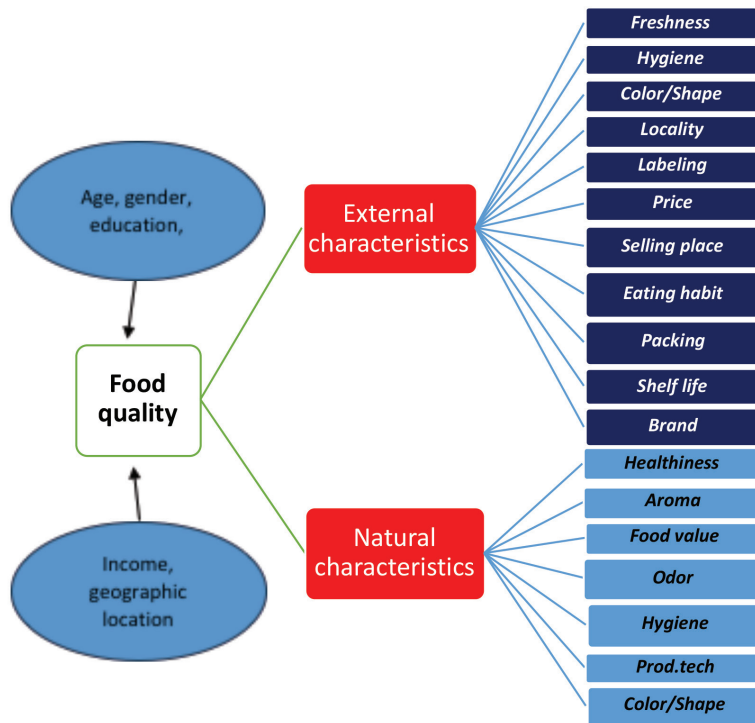 Age, gender,
education,
Food
quality
Income,
geographic
location
External
characteristics
Natural
characteristics
Freshness
Hygiene
Color/Shape
Locality
Labeling
Price
Selling place
Eating habit
Packing
Shelf life
Brand
Healthiness
Aroma
Food value
Odor
Hygiene
Prod.tech
Color/Shape